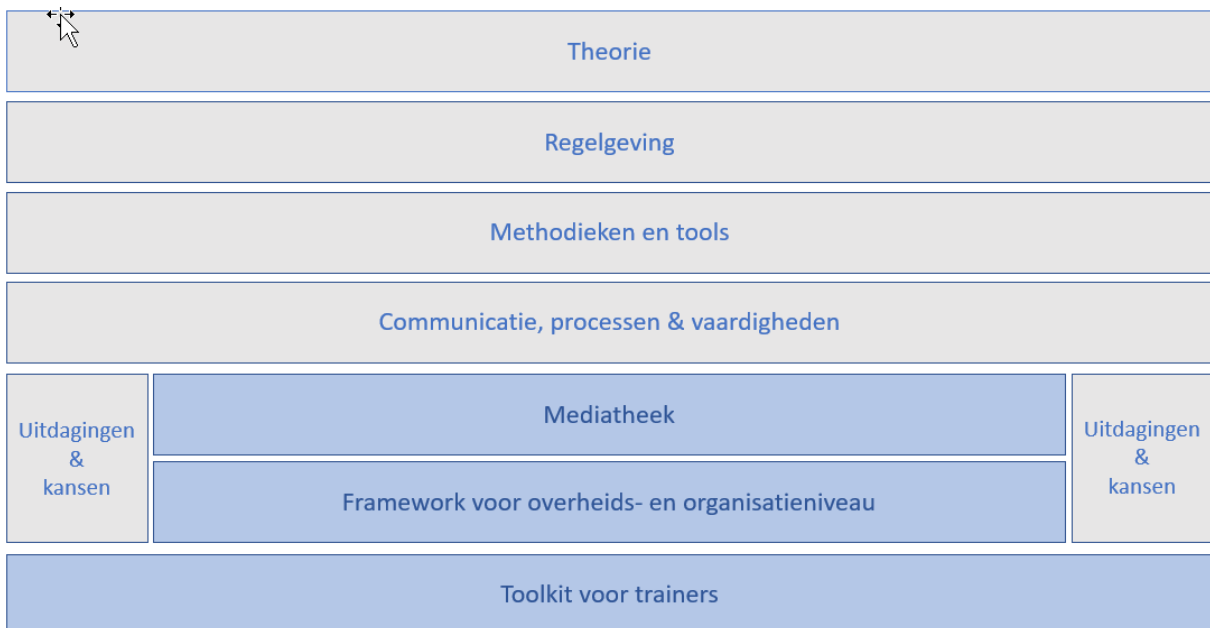 Theorie
Regelgeving
Methodieken en tools
Communicatie, processen & vaardigheden
Uitdagingen
&
kansen
Mediatheek
Framework voor overheids- en organisatieniveau
Uitdagingen
&
kansen
Toolkit voor trainers